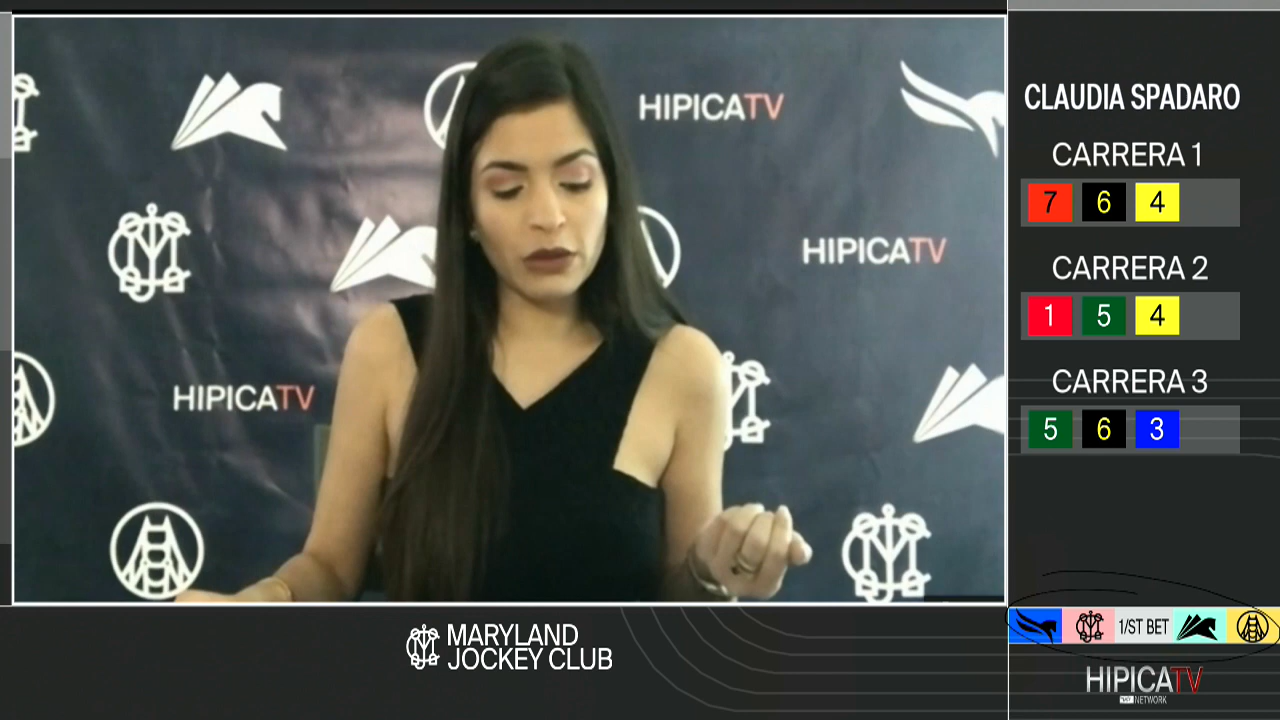 HIPICATV
HIPICATV
HIPICATV
CLAUDIA SPADARO
CARRERA 1
7 6 4
CARRERA 2
1 5 4
CARRERA 3
5 6 3
MARYLAND
JOCKEY CLUB
1/ST BET
HIPICATV
NETWORK